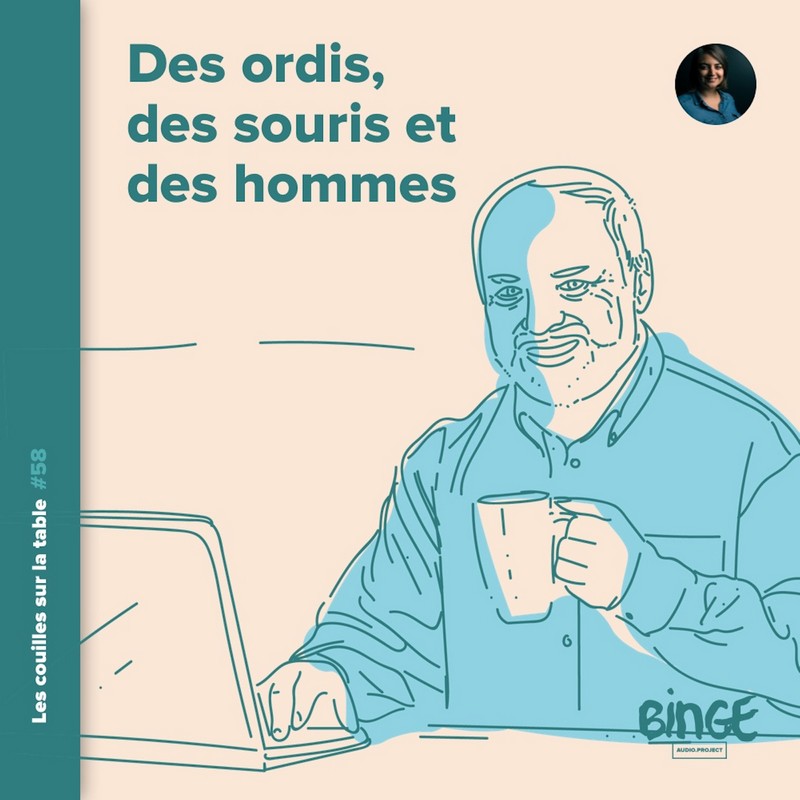 Des ordis,
des souris et
des hommes
Les couilles sur la table #58
BINGE
AUDIO.PROJECT